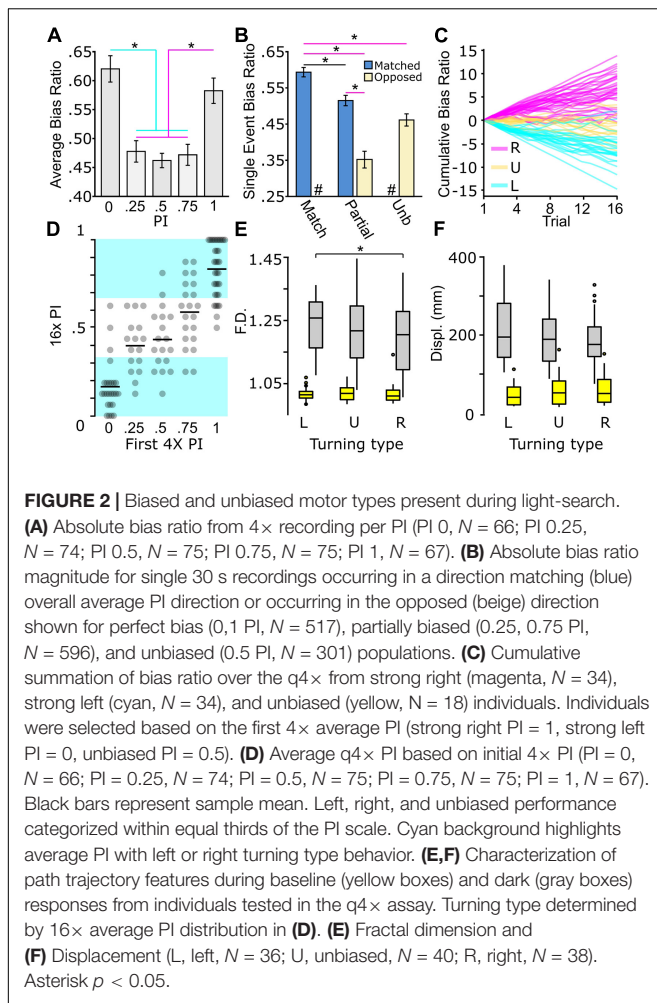 A
Average Bias Ratio
.65
.60
.55
.50
.45
.40
*
*
0 .25 .5 .75 1
PI
B
Single Event Bias Ratio
.65
.55
.45
.35
.25
Matched
Opposed
*
*
*
*
*
#
#
Match
Partial
Unb
C
Cumulative Bias Ratio
15
10
5
0
-5
-10
-15
R
U
L
1 4 8 12 16
Trial
D
16x PI
1
.5
0
0 .25 .5 .75 1
First 4X PI
E
F.D.
1.45
1.25
1.05
*
L U R
Turning type
F
Displ. (mm)
400
200
0
L U R
Turning type
FIGURE 2 | Biased and unbiased motor types present during light-search.
(A) Absolute bias ratio from 4× recording per PI (PI 0, N = 66; PI 0.25,
N = 74; PI 0.5, N = 75; PI 0.75, N = 75; PI 1, N = 67). (B) Absolute bias ratio
magnitude for single 30 s recordings occurring in a direction matching (blue)
overall average PI direction or occurring in the opposed (beige) direction
shown for perfect bias (0,1 PI, N = 517), partially biased (0.25, 0.75 PI,
N = 596), and unbiased (0.5 PI, N = 301) populations. (C) Cumulative
summation of bias ratio over the q4× from strong right (magenta, N = 34),
strong left (cyan, N = 34), and unbiased (yellow, N = 18) individuals. Individuals
were selected based on the first 4× average PI (strong right PI = 1, strong left
PI = 0, unbiased PI = 0.5). (D) Average q4× PI based on initial 4× PI (PI = 0,
N = 66; PI = 0.25, N = 74; PI = 0.5, N = 75; PI = 0.75, N = 75; PI = 1, N = 67).
Black bars represent sample mean. Left, right, and unbiased performance
categorized within equal thirds of the PI scale. Cyan background highlights
average PI with left or right turning type behavior. (E,F) Characterization of
path trajectory features during baseline (yellow boxes) and dark (gray boxes)
responses from individuals tested in the q4× assay. Turning type determined
by 16× average PI distribution in (D). (E) Fractal dimension and
(F) Displacement (L, left, N = 36; U, unbiased, N = 40; R, right, N = 38).
Asterisk p < 0.05.